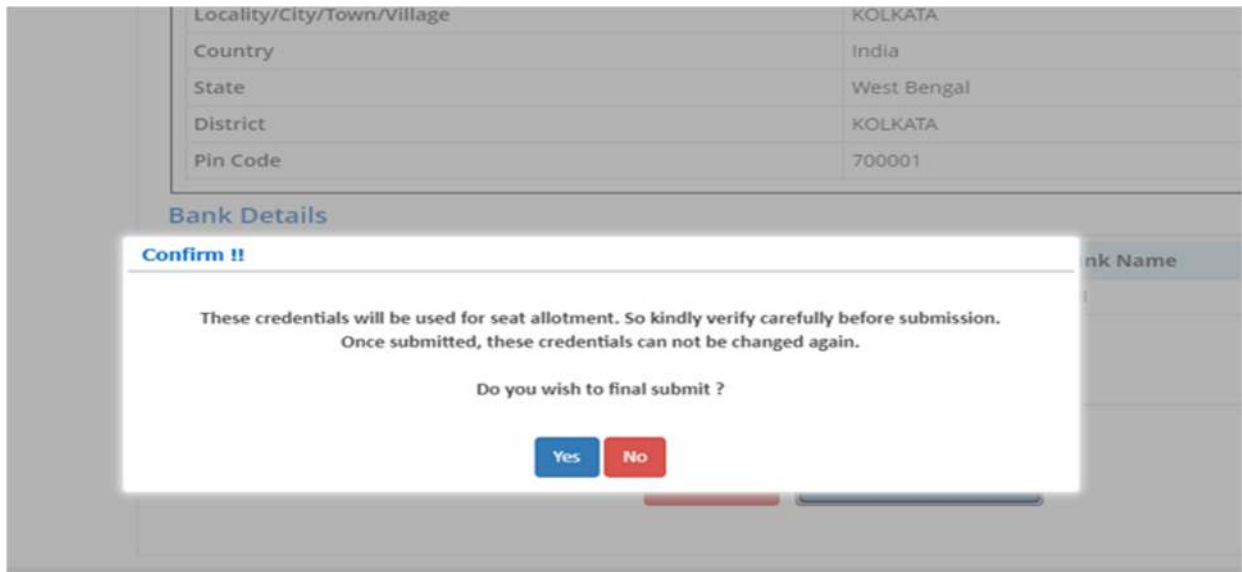 Locality/City/Town/Village KOLKATA
Country India
State West Bengal
District KOLKATA
Pin Code 700001
Bank Details
Confirm !!
nk Name
These credentials will be used for seat allotment. So kindly verify carefully before submission.
Once submitted, these credentials can not be changed again.
Do you wish to final submit ?
Yes No